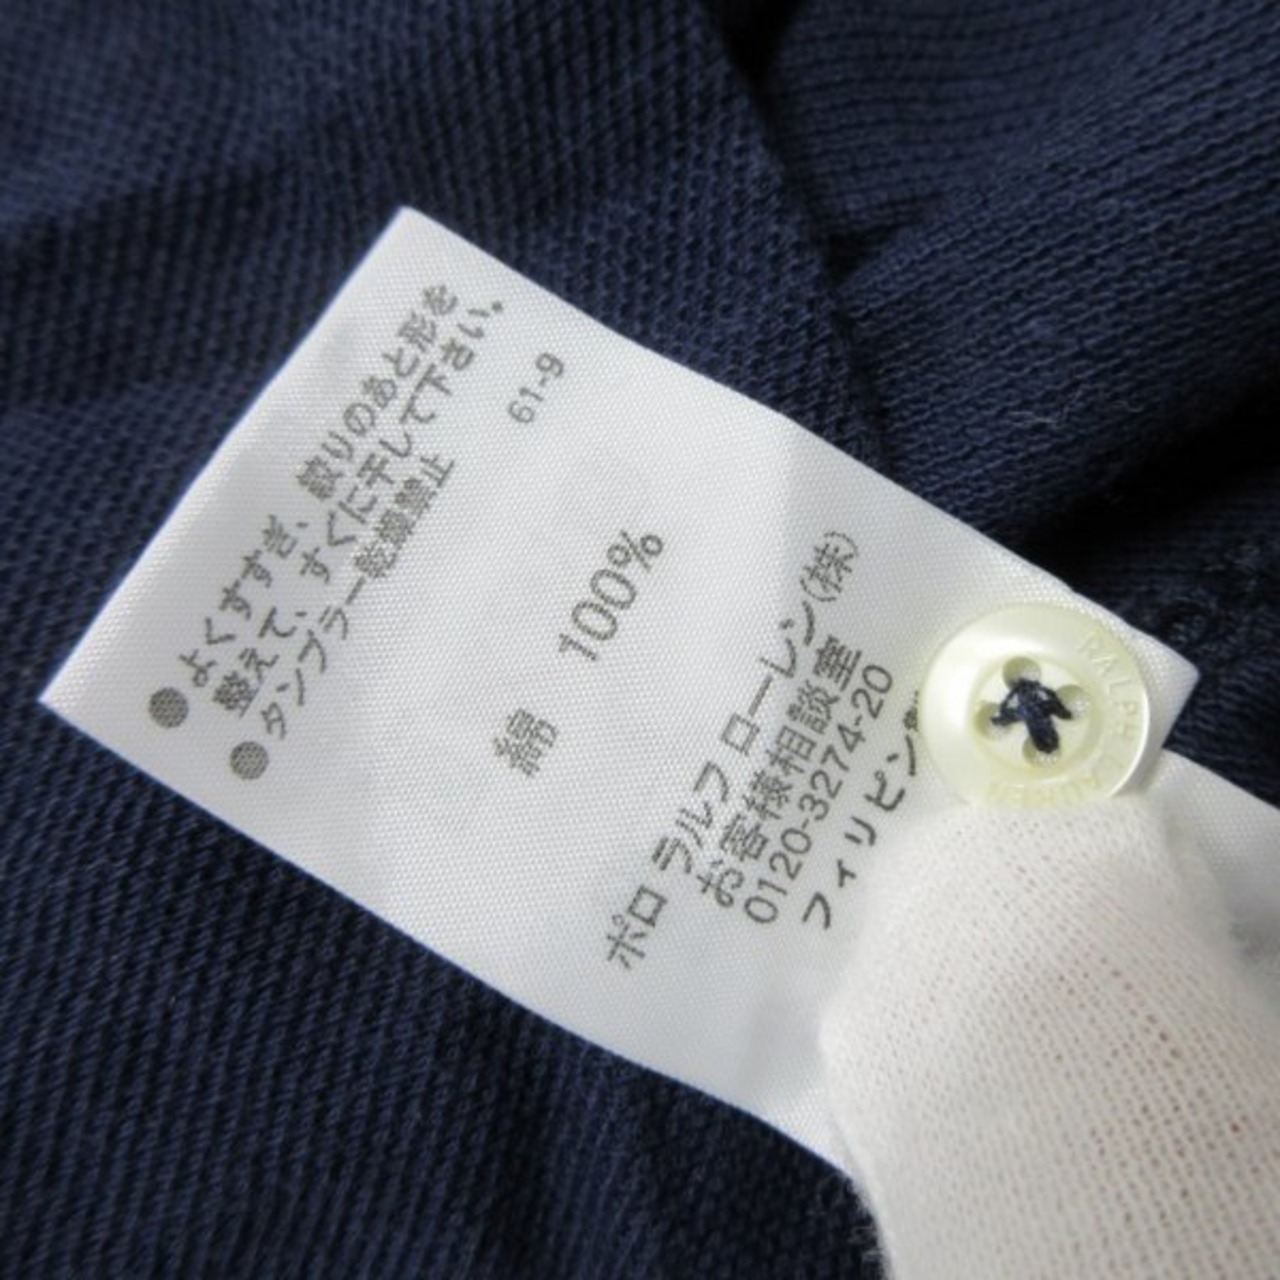 ●よくすすぎ、絞りのあと形を
整えて、すぐに干して下さい。
●タンブラー乾燥禁止
61-9
綿 100%
ポロ ラルフ ローレン(株)
お客様相談室
0120-3274-20
フィリピン製
RALPH LAUREN